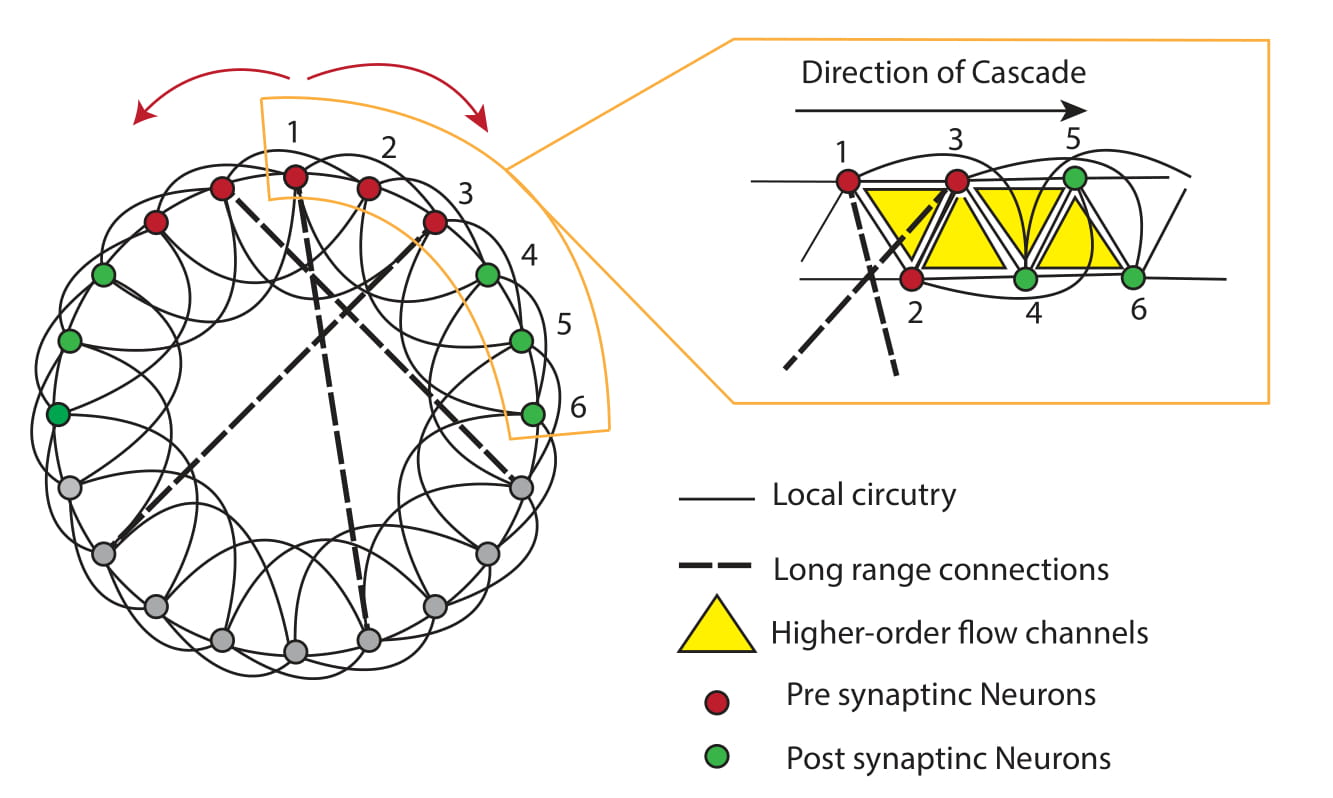 1
2
3
4
5
6
Direction of Cascade
1
3
5
2
4
6
Local circutry
Long range connections
Higher-order flow channels
Pre synaptinc Neurons
Post synaptinc Neurons